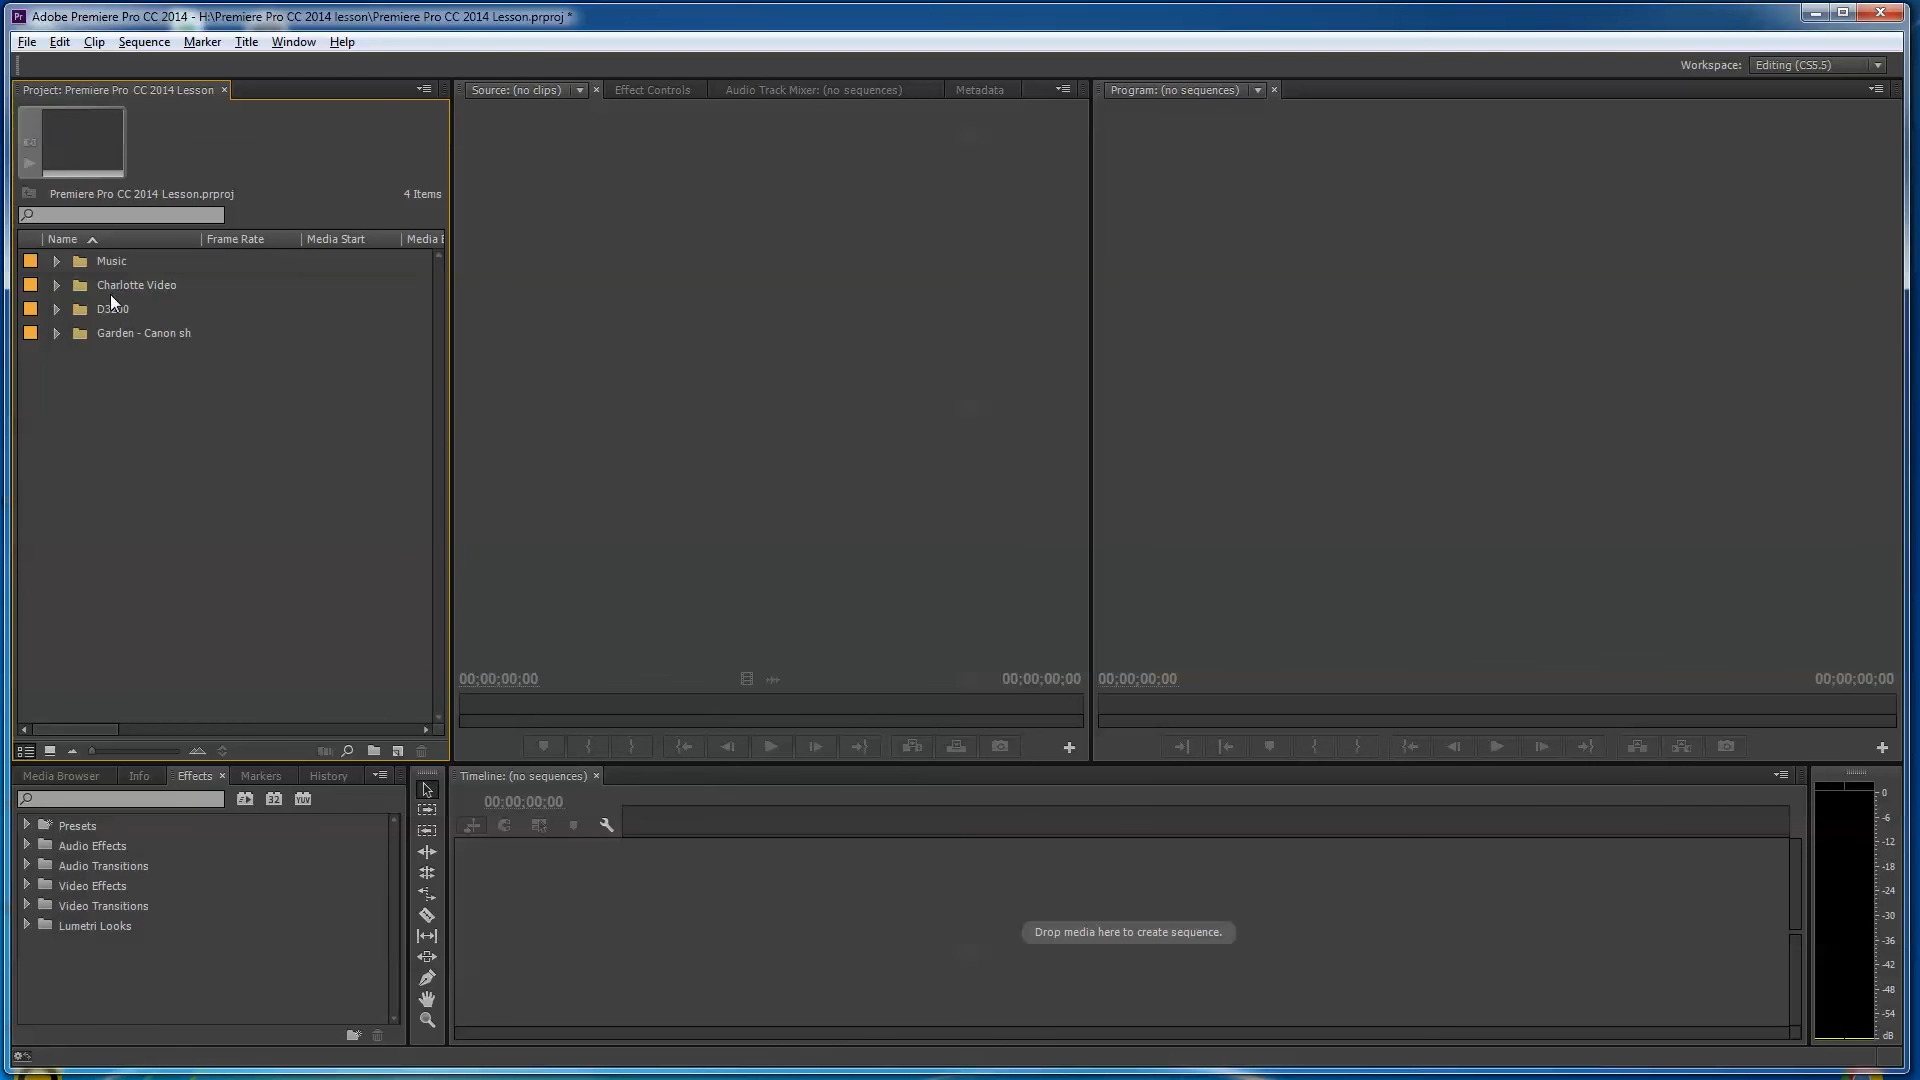 Adobe Premiere Pro CC 2014 - H:\Premiere Pro CC 2014 lesson\Premiere Pro CC 2014 Lesson.prproj *
File Edit Clip Sequence Marker Title Window Help
Workspace: Editing (CS5.5)
Project: Premiere Pro CC 2014 Lesson
Source: (no clips) Effect Controls Audio Track Mixer: (no sequences) Metadata
Program: (no sequences)
Premiere Pro CC 2014 Lesson.prproj 4 Items
Name Frame Rate Media Start Media E
Music
Charlotte Video
Garden - Canon sh
00;00;00;00 00;00;00;00 00;00;00;00 00;00;00;00
Media Browser Info Effects Markers History
Timeline: (no sequences)
32 YUV
00;00;00;00
Presets
Audio Effects
Audio Transitions
Video Effects
Video Transitions
Lumetri Looks
Drop media here to create sequence.
0
-6
-12
-18
-24
-30
-36
-42
-48
-54
dB